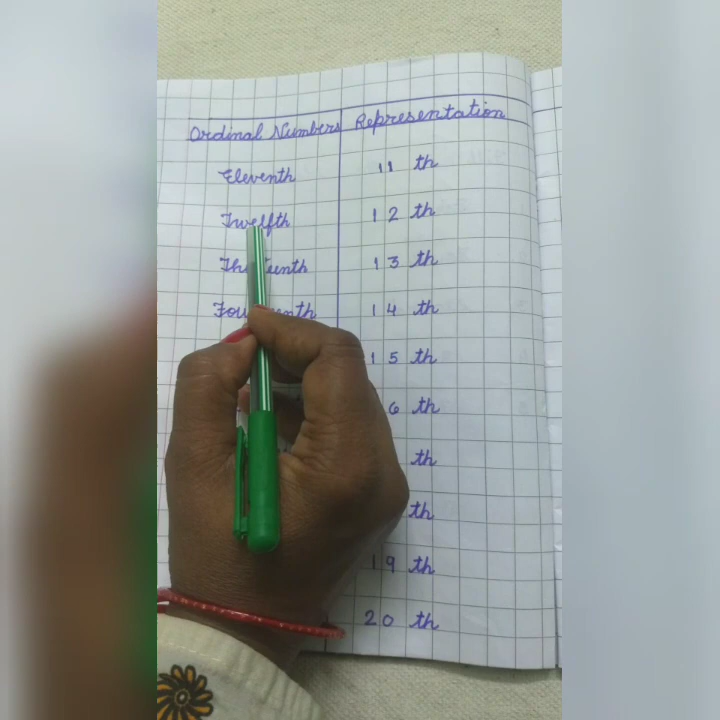 Ordinal Numbers Representation
Eleventh 11 th
Twelfth 12 th
13 th
14 th
15 th
th
th
th
19 th
20 th